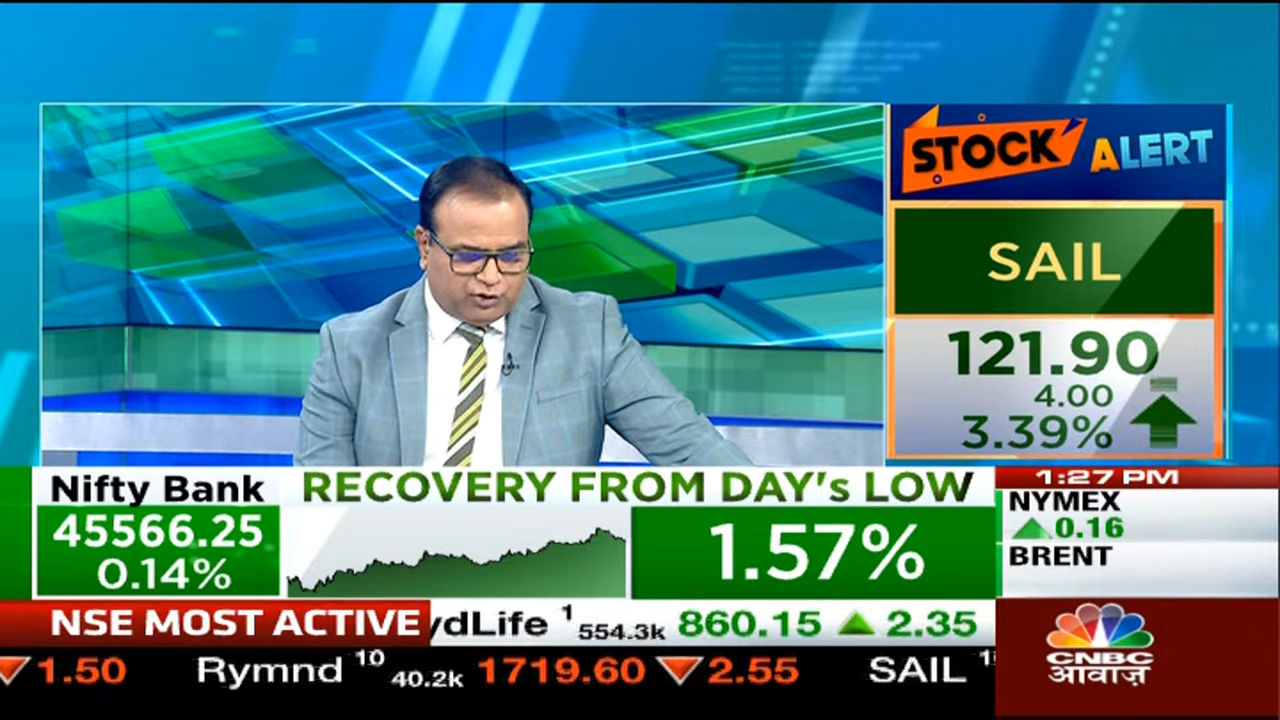 STOCK ALERT
SAIL
121.90
4.00
3.39%
Nifty Bank
45566.25
0.14%
RECOVERY FROM DAY's LOW
1.57%
1:27 PM
NYMEX
0.16
BRENT
NSE MOST ACTIVE
ydLife 1 554.3k 860.15 2.35
1.50 Rymnd 10 40.2k 1719.60 2.55 SAIL
CNBC
आवाज़